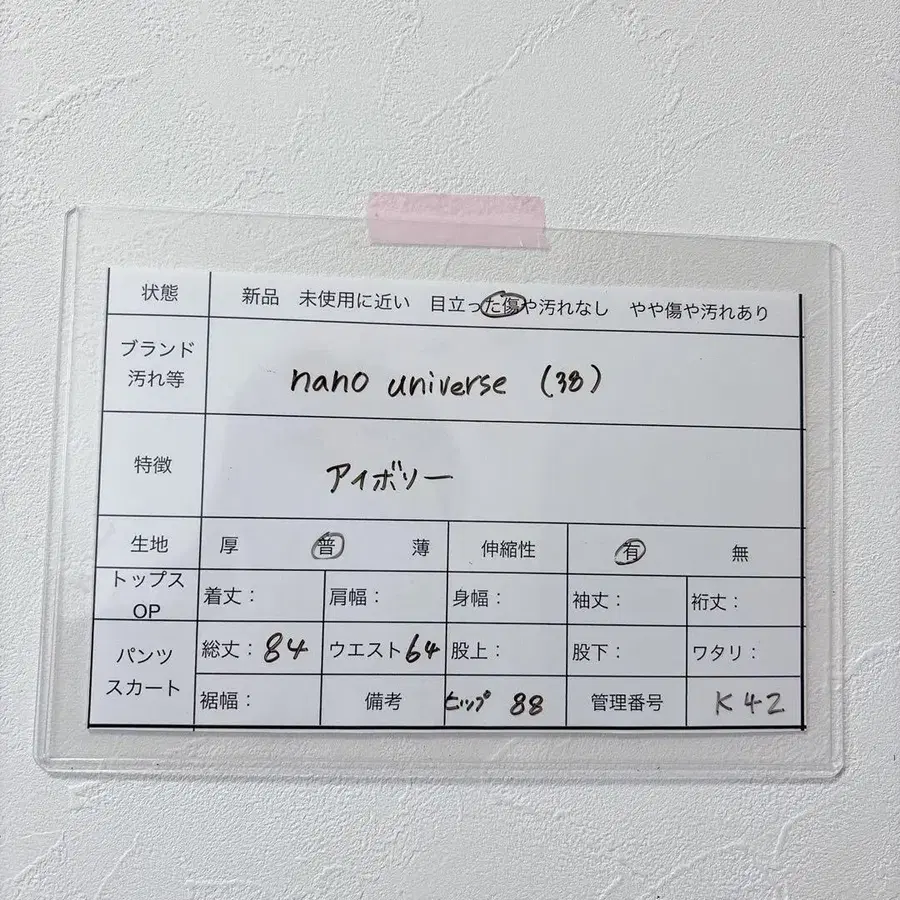 状態 新品 未使用に近い 目立った傷や汚れなし やや傷や汚れあり
ブランド
汚れ等
nano universe (38)
特徴 アイボリー
生地 厚 普 薄 伸縮性 有 無
トップス
OP
着丈： 肩幅： 身幅： 袖丈： 裄丈：
パンツ
スカート
総丈：84 ウエスト64 股上： 股下： ワタリ：
裾幅： 備考 ヒップ 88 管理番号 K42